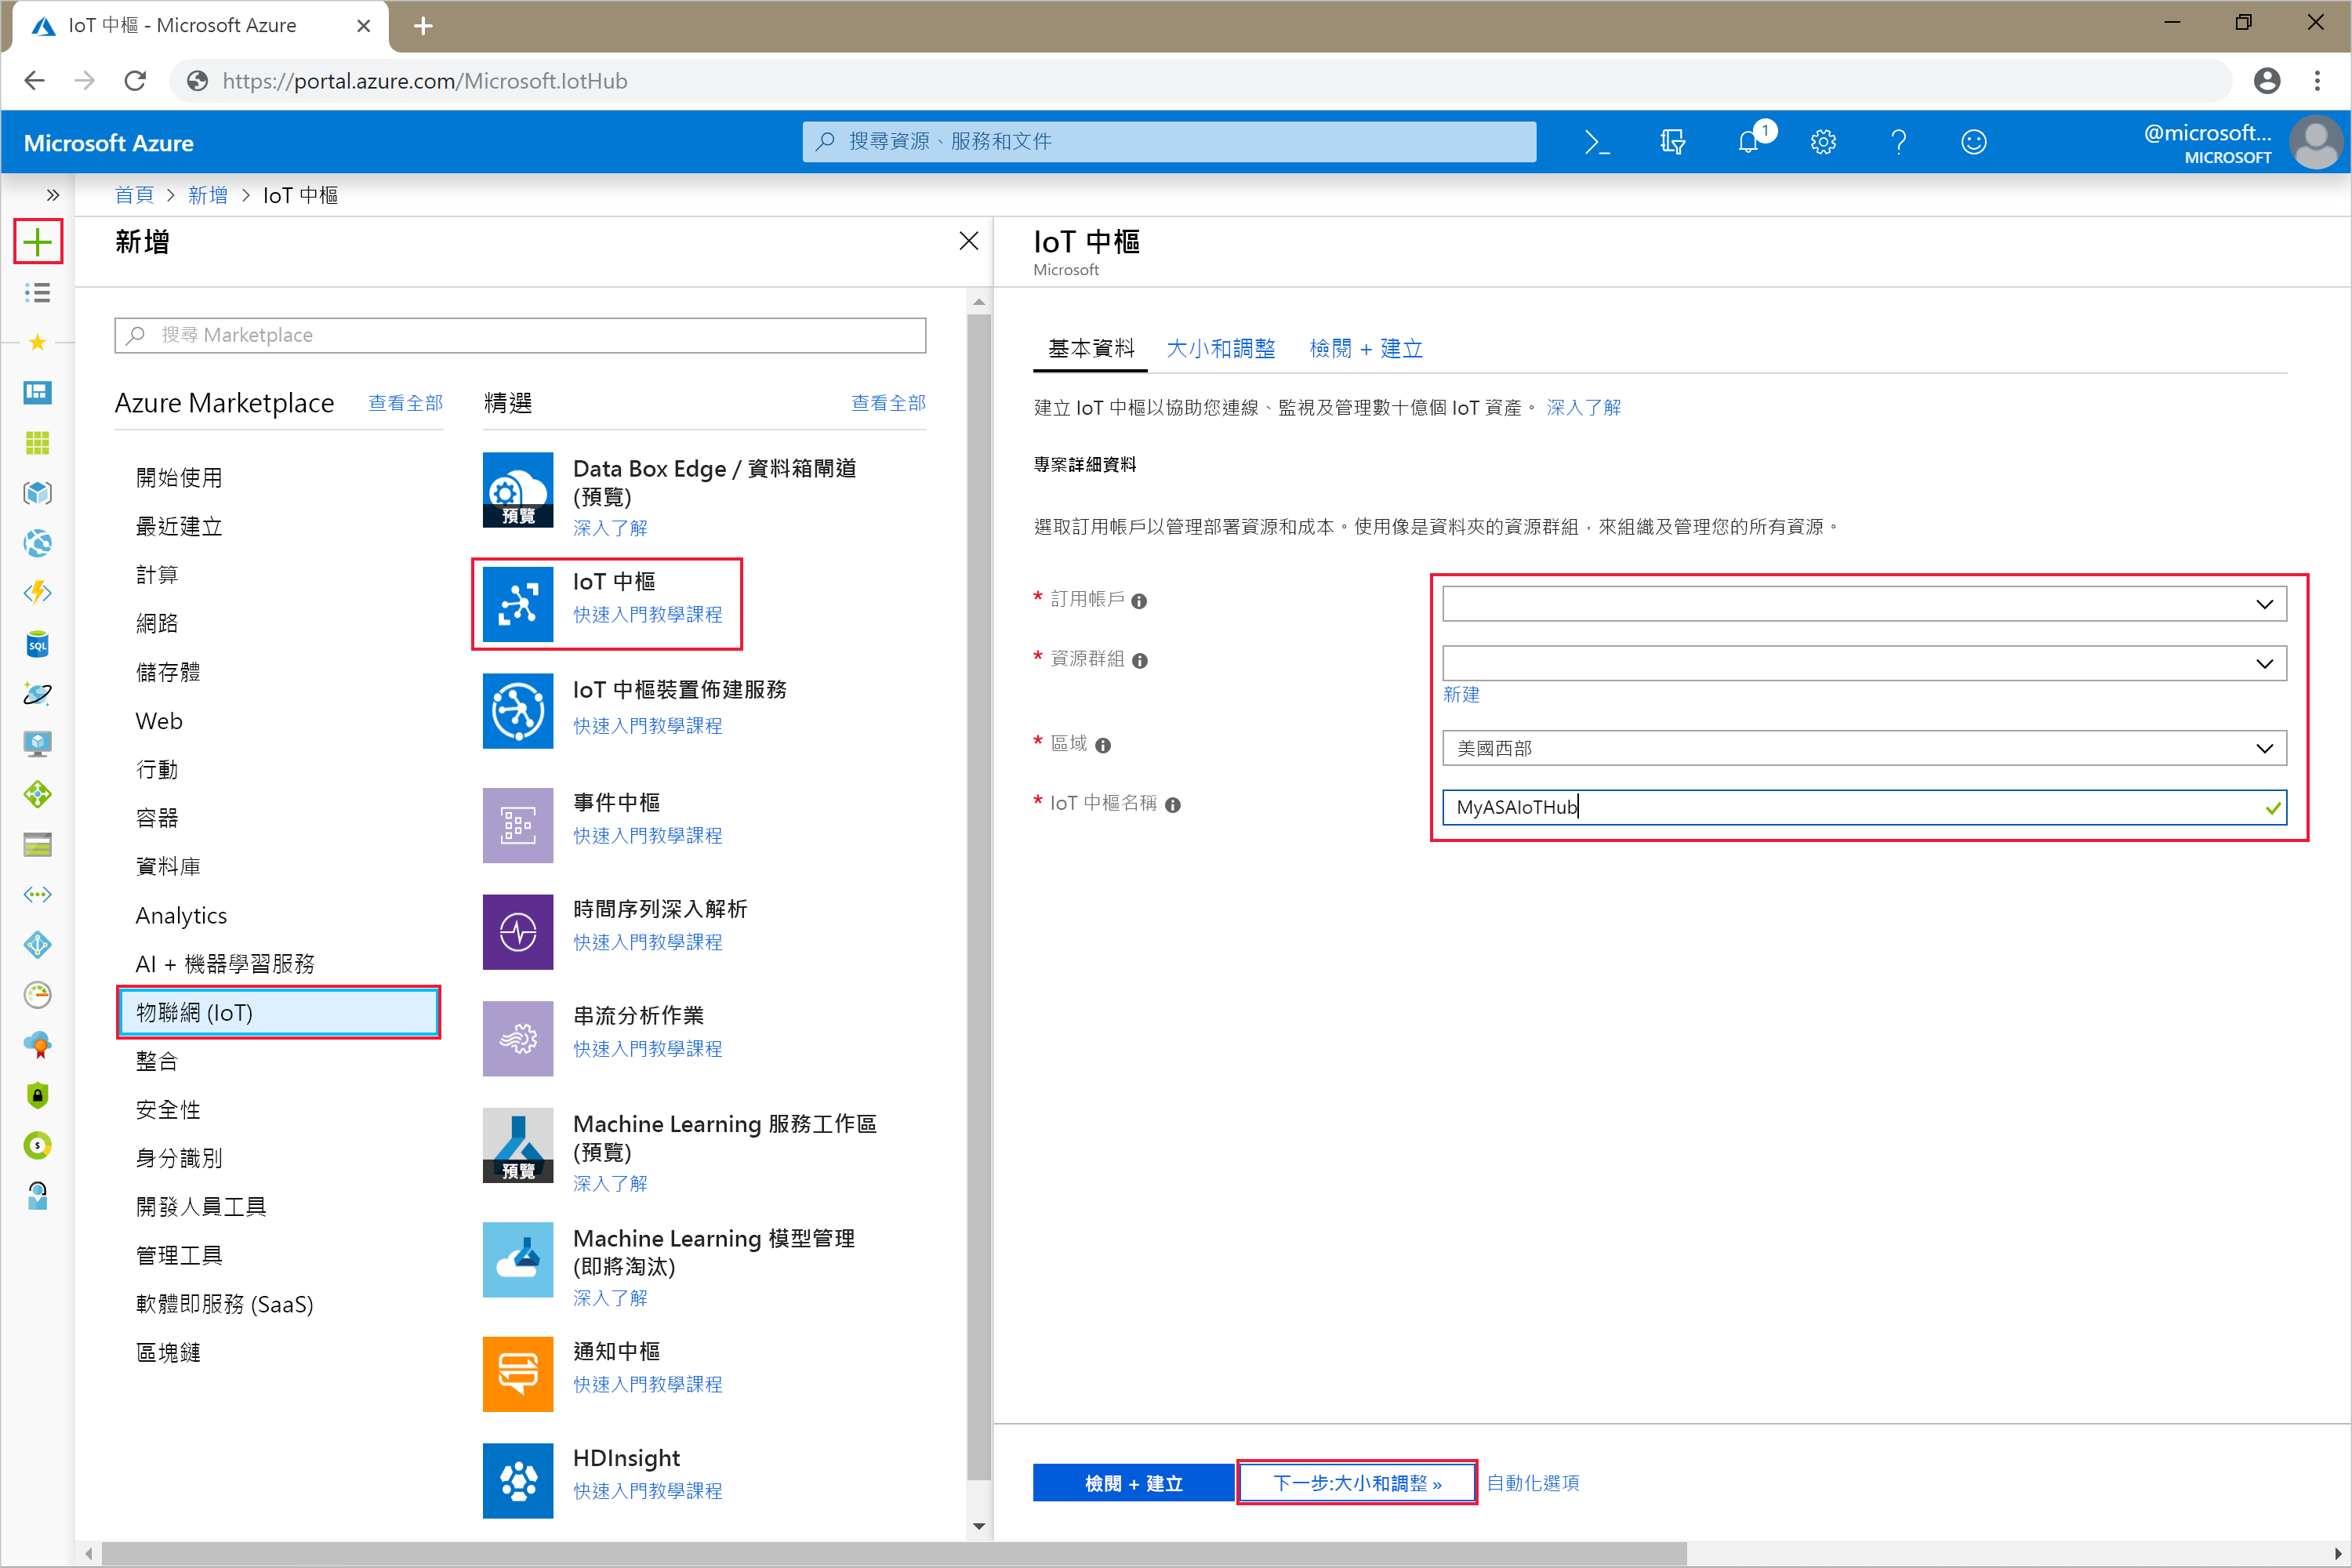 IoT 中樞 - Microsoft Azure
https://portal.azure.com/Microsoft.IotHub
Microsoft Azure
搜尋資源、服務和文件
1
@microsoft...
MICROSOFT
首頁 > 新增 > IoT 中樞
新增
搜尋 Marketplace
Azure Marketplace
查看全部
開始使用
最近建立
計算
網路
儲存體
Web
行動
容器
資料庫
Analytics
AI + 機器學習服務
物聯網 (IoT)
整合
安全性
身分識別
開發人員工具
管理工具
軟體即服務 (SaaS)
區塊鏈
精選
查看全部
預覽
Data Box Edge / 資料箱閘道
(預覽)
深入了解
IoT 中樞
快速入門教學課程
IoT 中樞裝置佈建服務
快速入門教學課程
事件中樞
快速入門教學課程
時間序列深入解析
快速入門教學課程
串流分析作業
快速入門教學課程
預覽
Machine Learning 服務工作區
(預覽)
深入了解
Machine Learning 模型管理
(即將淘汰)
深入了解
通知中樞
快速入門教學課程
HDInsight
快速入門教學課程
SQL
IoT 中樞
Microsoft
基本資料
大小和調整
檢閱 + 建立
建立 IoT 中樞以協助您連線、監視及管理數十億個 IoT 資產。 深入了解
專案詳細資料
選取訂用帳戶以管理部署資源和成本。使用像是資料夾的資源群組，來組織及管理您的所有資源。
* 訂用帳戶
* 資源群組
新建
* 區域
美國西部
* IoT 中樞名稱
MyASAIoTHub
檢閱 + 建立
下一步:大小和調整 »
自動化選項